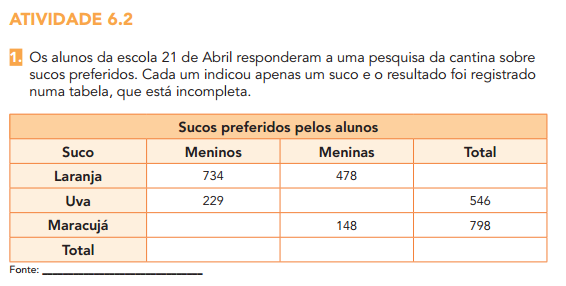 ATIVIDADE 6.2
1. Os alunos da escola 21 de Abril responderam a uma pesquisa da cantina sobre
sucos preferidos. Cada um indicou apenas um suco e o resultado foi registrado
numa tabela, que está incompleta.
Sucos preferidos pelos alunos
Suco Meninos Meninas Total
Laranja 734 478
Uva 229 546
Maracujá 148 798
Total
Fonte: